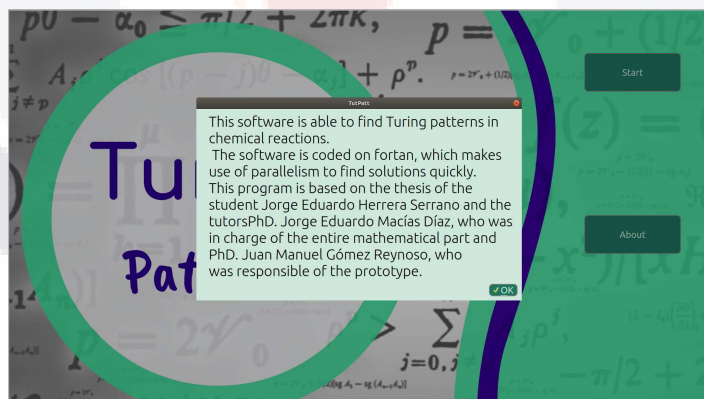 TutPatt
This software is able to find Turing patterns in
chemical reactions.
The software is coded on fortan, which makes
use of parallelism to find solutions quickly.
This program is based on the thesis of the
student Jorge Eduardo Herrera Serrano and the
tutorsPhD. Jorge Eduardo Macías Díaz, who was
in charge of the entire mathematical part and
PhD. Juan Manuel Gómez Reynoso, who
was responsible of the prototype.
OK
Start
About
Tu
Pat